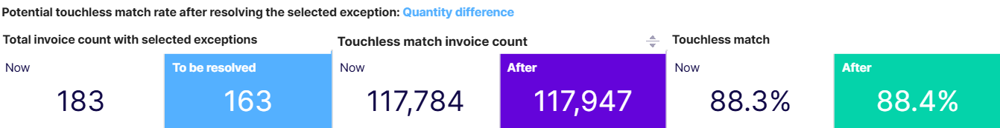 Potential touchless match rate after resolving the selected exception: Quantity difference
Total invoice count with selected exceptions
Touchless match invoice count
Touchless match
Now
To be resolved
Now
After
Now
After
183
163
117,784
117,947
88.3%
88.4%